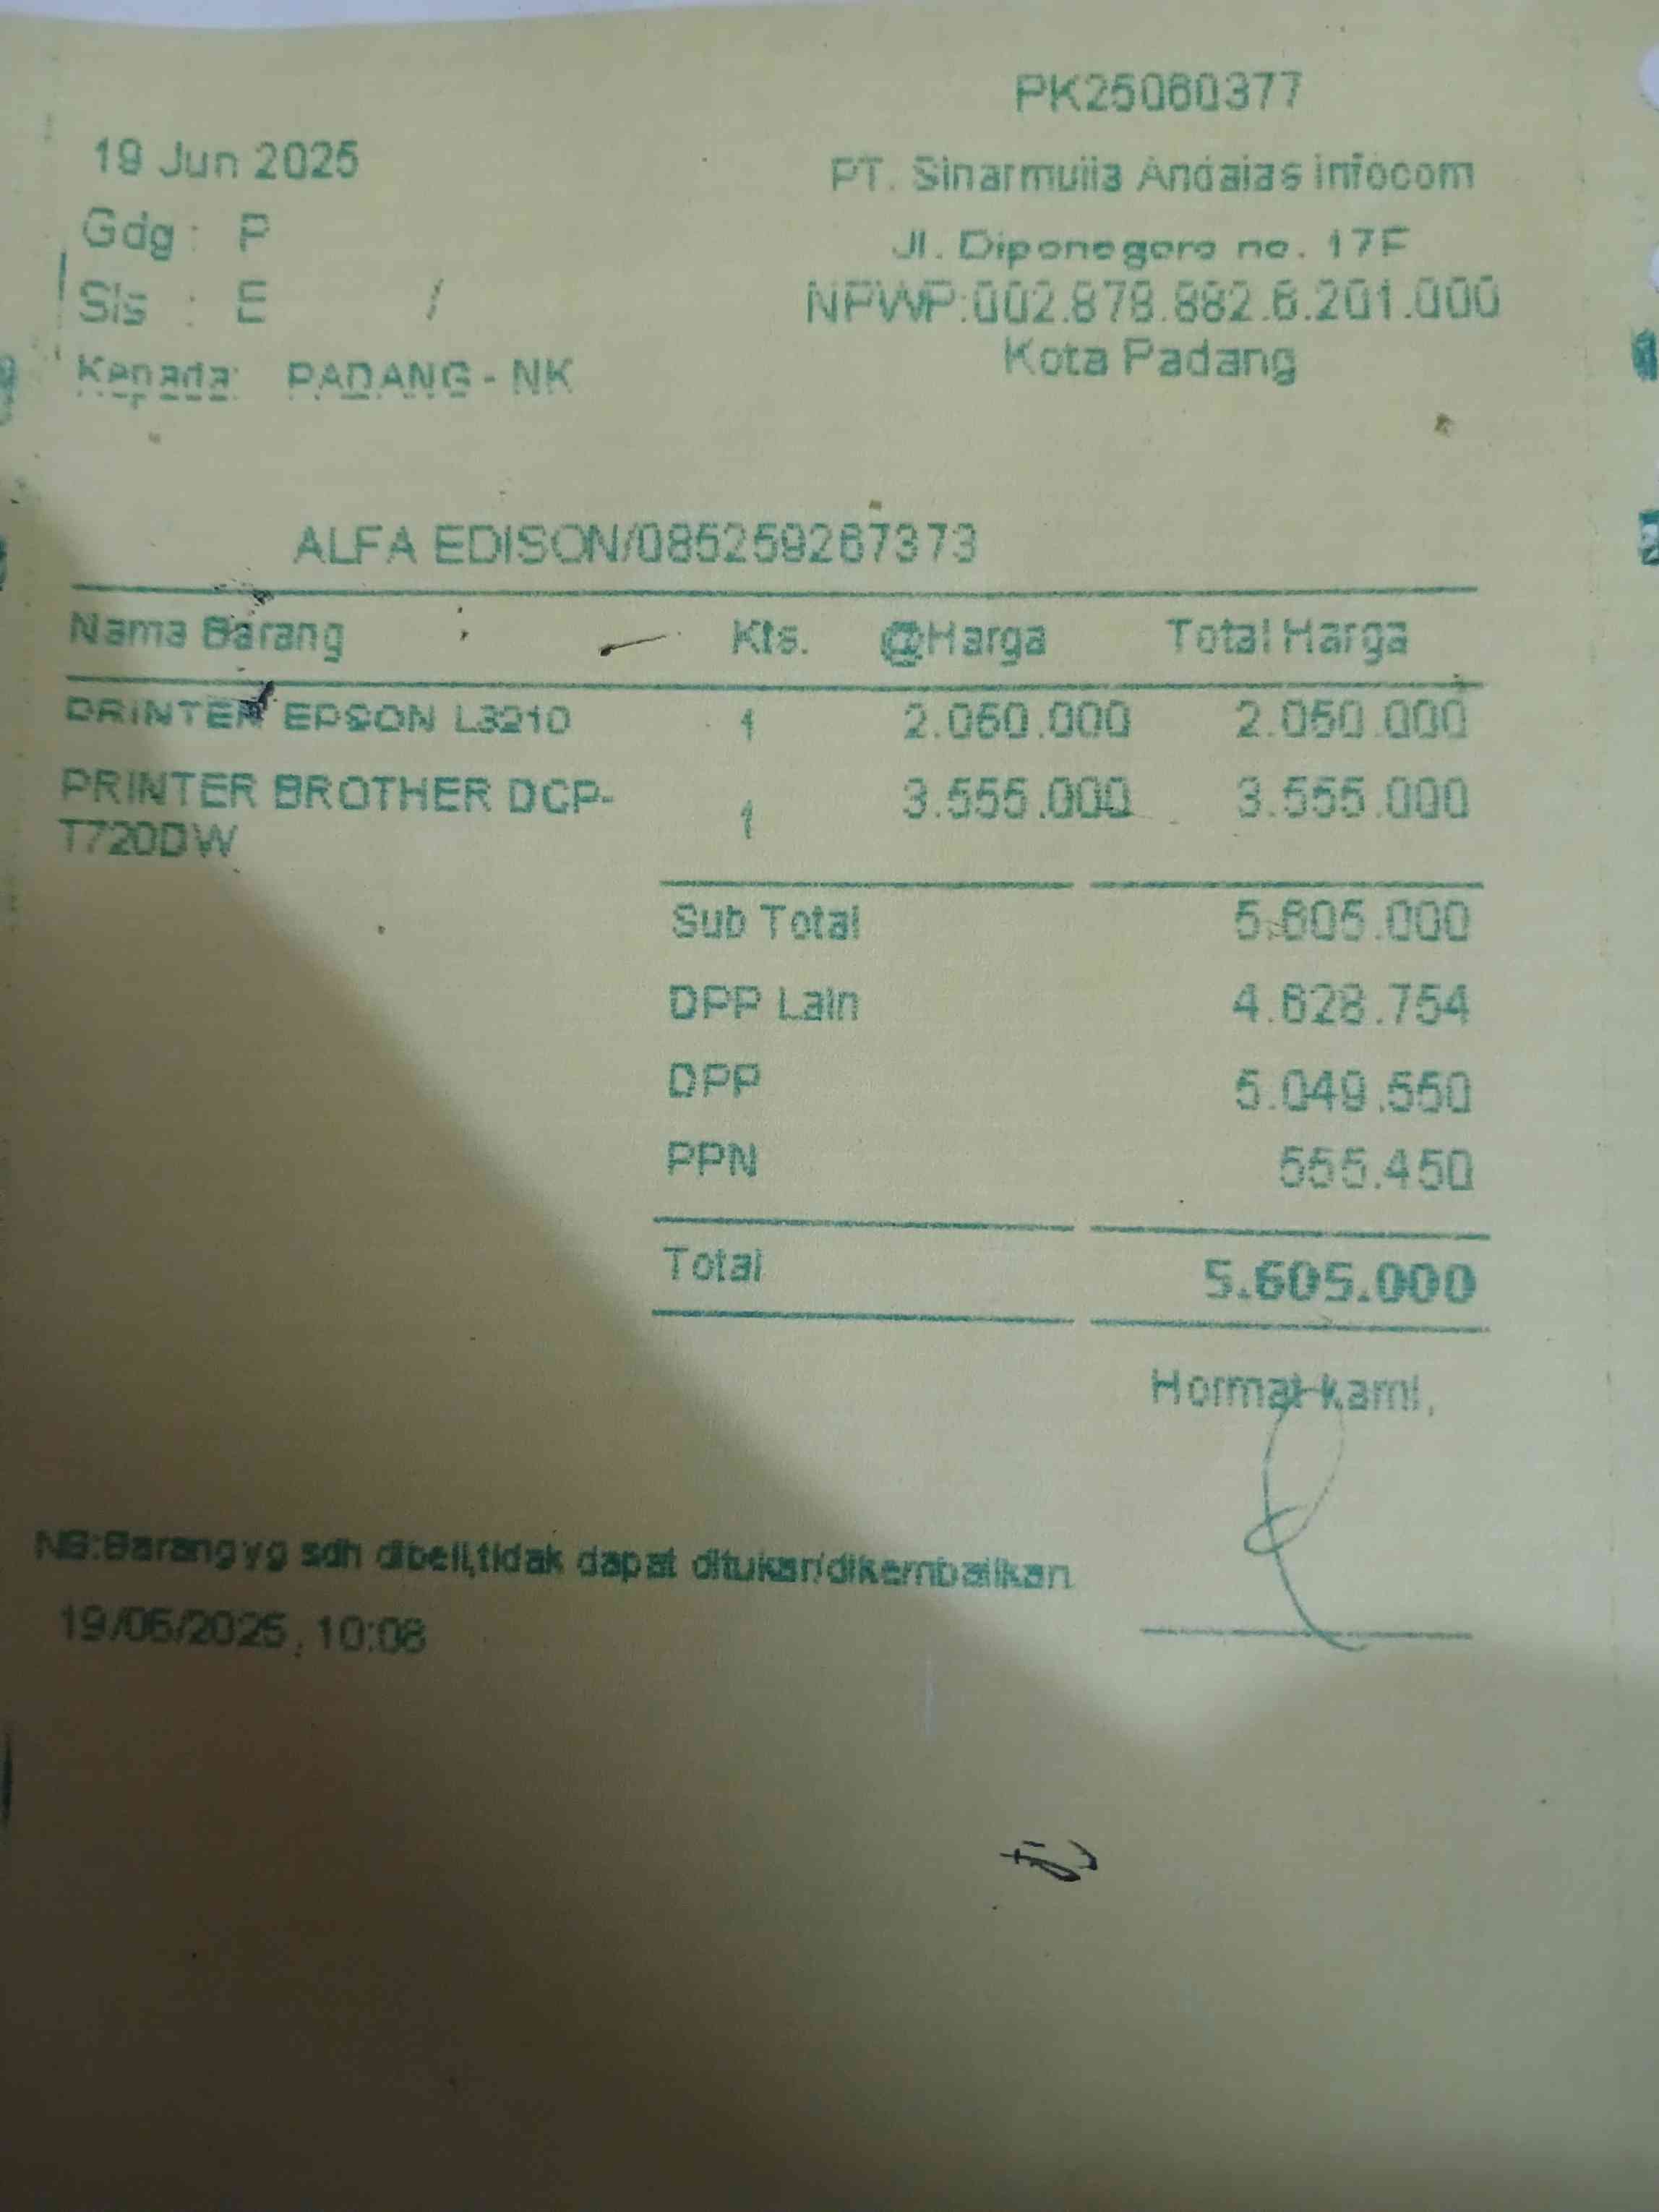 PK25060377
19 Jun 2025
PT. Sinarmulia Andalas Infocom
Gdg : P
Jl. Diponegoro no. 17F
Sls : E /
NPWP:002.878.882.6.201.000
Kepada: PADANG - NK
Kota Padang
ALFA EDISON/085259267373
Nama Barang Kts. @Harga Total Harga
PRINTER EPSON L3210 1 2.050.000 2.050.000
PRINTER BROTHER DCP- 1 3.555.000 3.555.000
T720DW
Sub Total 5.605.000
DPP Lain 4.628.754
DPP 5.049.550
PPN 555.450
Total 5.605.000
Hormat kami,
NB:Barang yg sdh dibeli,tidak dapat ditukar/dikembalikan
19/06/2025, 10:08